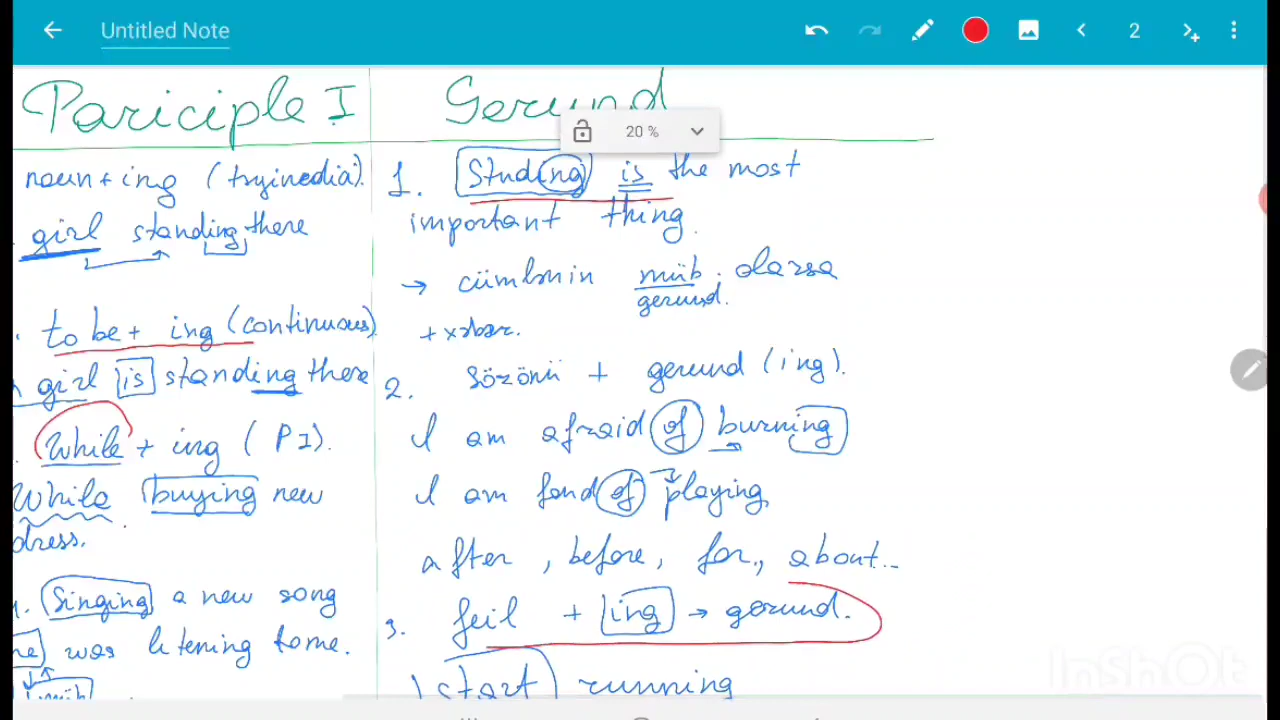 Untitled Note
2
20 %
Pariciple I
noun + ing (tryinedia).
girl standing there
to be + ing (continuous)
girl is standing there
While + ing ( P I ).
While buying new
dress.
Singing a new song
was listening to me.
Gerund
1. Studing is the most
important thing.
→ cümlənin müb. olarsa
gerund.
+ xəbər.
2. Sözönü + gerund (ing).
I am afraid of burning
I am fond of playing
after, before, for, about...
3. feil + ing → gerund.
I start running
InShOt